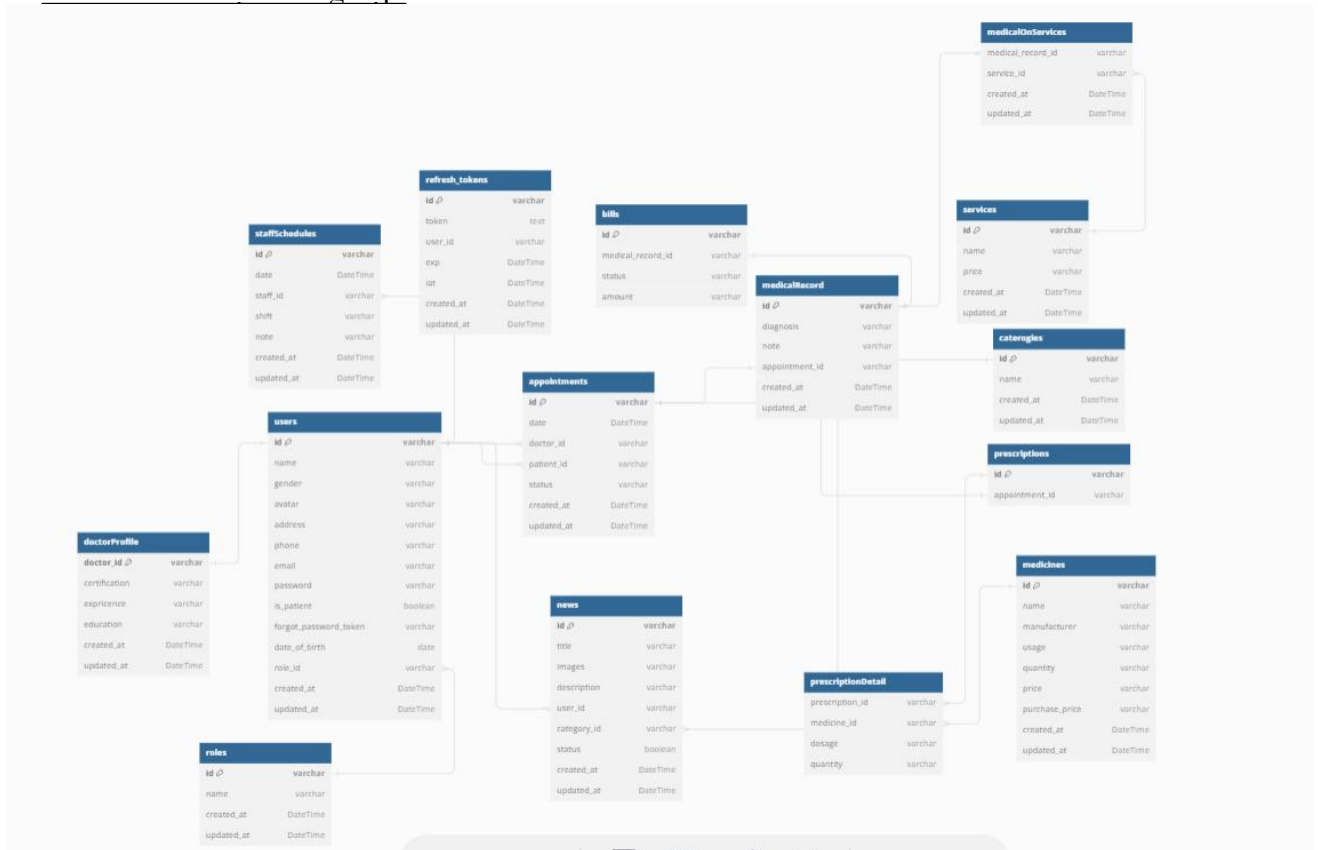 medicalOnServices
medical_record_id varchar
service_id varchar
created_at DateTime
updated_at DateTime
refresh_tokens
id varchar
token text
user_id varchar
exp DateTime
iat DateTime
created_at DateTime
updated_at DateTime
staffSchedules
id varchar
date DateTime
staff_id varchar
shift varchar
note varchar
created_at DateTime
updated_at DateTime
bills
id varchar
medical_record_id varchar
status varchar
amount varchar
services
id varchar
name varchar
price varchar
created_at DateTime
updated_at DateTime
medicalRecord
id varchar
diagnosis varchar
note varchar
appointment_id varchar
created_at DateTime
updated_at DateTime
caterogies
id varchar
name varchar
created_at DateTime
updated_at DateTime
appointments
id varchar
date DateTime
doctor_id varchar
patient_id varchar
status varchar
created_at DateTime
updated_at DateTime
users
id varchar
name varchar
gender varchar
avatar varchar
address varchar
phone varchar
email varchar
password varchar
is_patient boolean
forgot_password_token varchar
date_of_birth date
role_id varchar
created_at DateTime
updated_at DateTime
prescriptions
id varchar
appointment_id varchar
doctorProfile
doctor_id varchar
certification varchar
expricence varchar
education varchar
created_at DateTime
updated_at DateTime
medicines
id varchar
name varchar
manufacturer varchar
usage varchar
quantity varchar
price varchar
purchase_price varchar
created_at DateTime
updated_at DateTime
news
id varchar
title varchar
images varchar
description varchar
user_id varchar
category_id varchar
status boolean
created_at DateTime
updated_at DateTime
prescriptionDetail
prescription_id varchar
medicine_id varchar
dosage varchar
quantity varchar
roles
id varchar
name varchar
created_at DateTime
updated_at DateTime